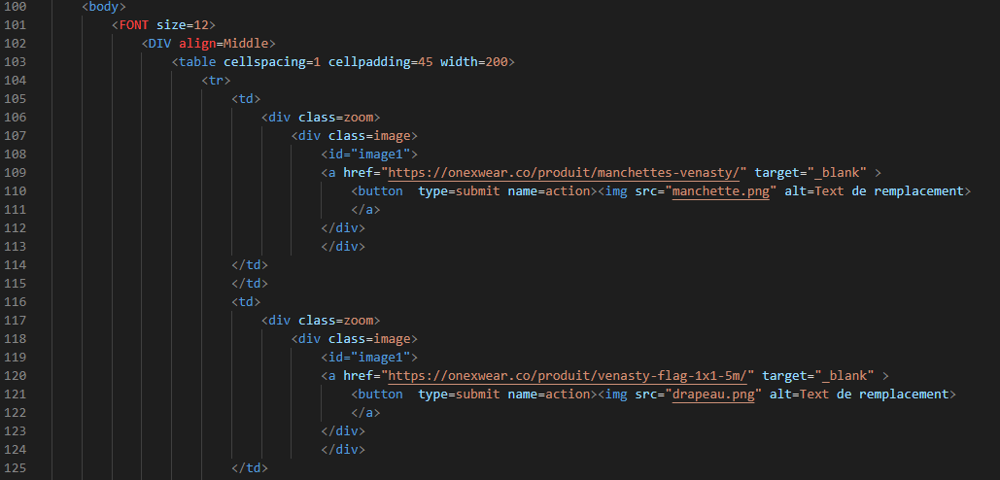 100 <body>
101 <FONT size=12>
102 <DIV align=Middle>
103 <table cellspacing=1 cellpadding=45 width=200>
104 <tr>
105 <td>
106 <div class=zoom>
107 <div class=image>
108 <id="image1">
109 <a href="https://onexwear.co/produit/manchettes-venasty/" target="_blank" >
110 <button  type=submit name=action><img src="manchette.png" alt=Text de remplacement>
111 </a>
112 </div>
113 </div>
114 </td>
115 </td>
116 <td>
117 <div class=zoom>
118 <div class=image>
119 <id="image1">
120 <a href="https://onexwear.co/produit/venasty-flag-1x1-5m/" target="_blank" >
121 <button  type=submit name=action><img src="drapeau.png" alt=Text de remplacement>
122 </a>
123 </div>
124 </div>
125 </td>